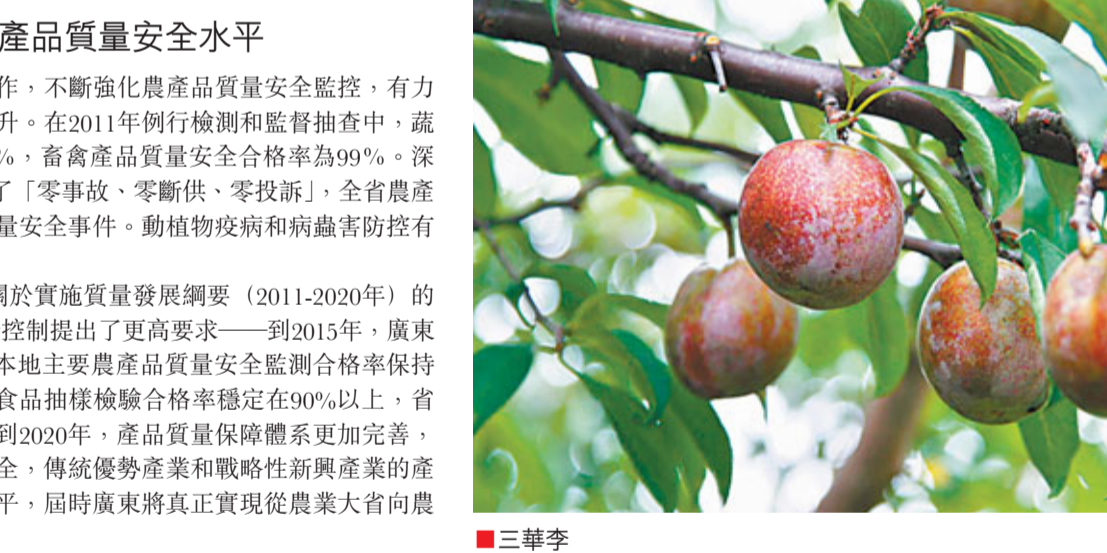 產品質量安全水平
作，不斷強化農產品質量安全監控，有力
升。在2011年例行檢測和監督抽查中，蔬
%，畜禽產品質量安全合格率為99%。深
了「零事故、零斷供、零投訴」，全省農產
量安全事件。動植物疫病和病蟲害防控有
關於實施質量發展綱要（2011-2020年）的
控制提出了更高要求——到2015年，廣東
本地主要農產品質量安全監測合格率保持
食品抽樣檢驗合格率穩定在90%以上，省
到2020年，產品質量保障體系更加完善，
全，傳統優勢產業和戰略性新興產業的產
平，屆時廣東將真正實現從農業大省向農
三華李